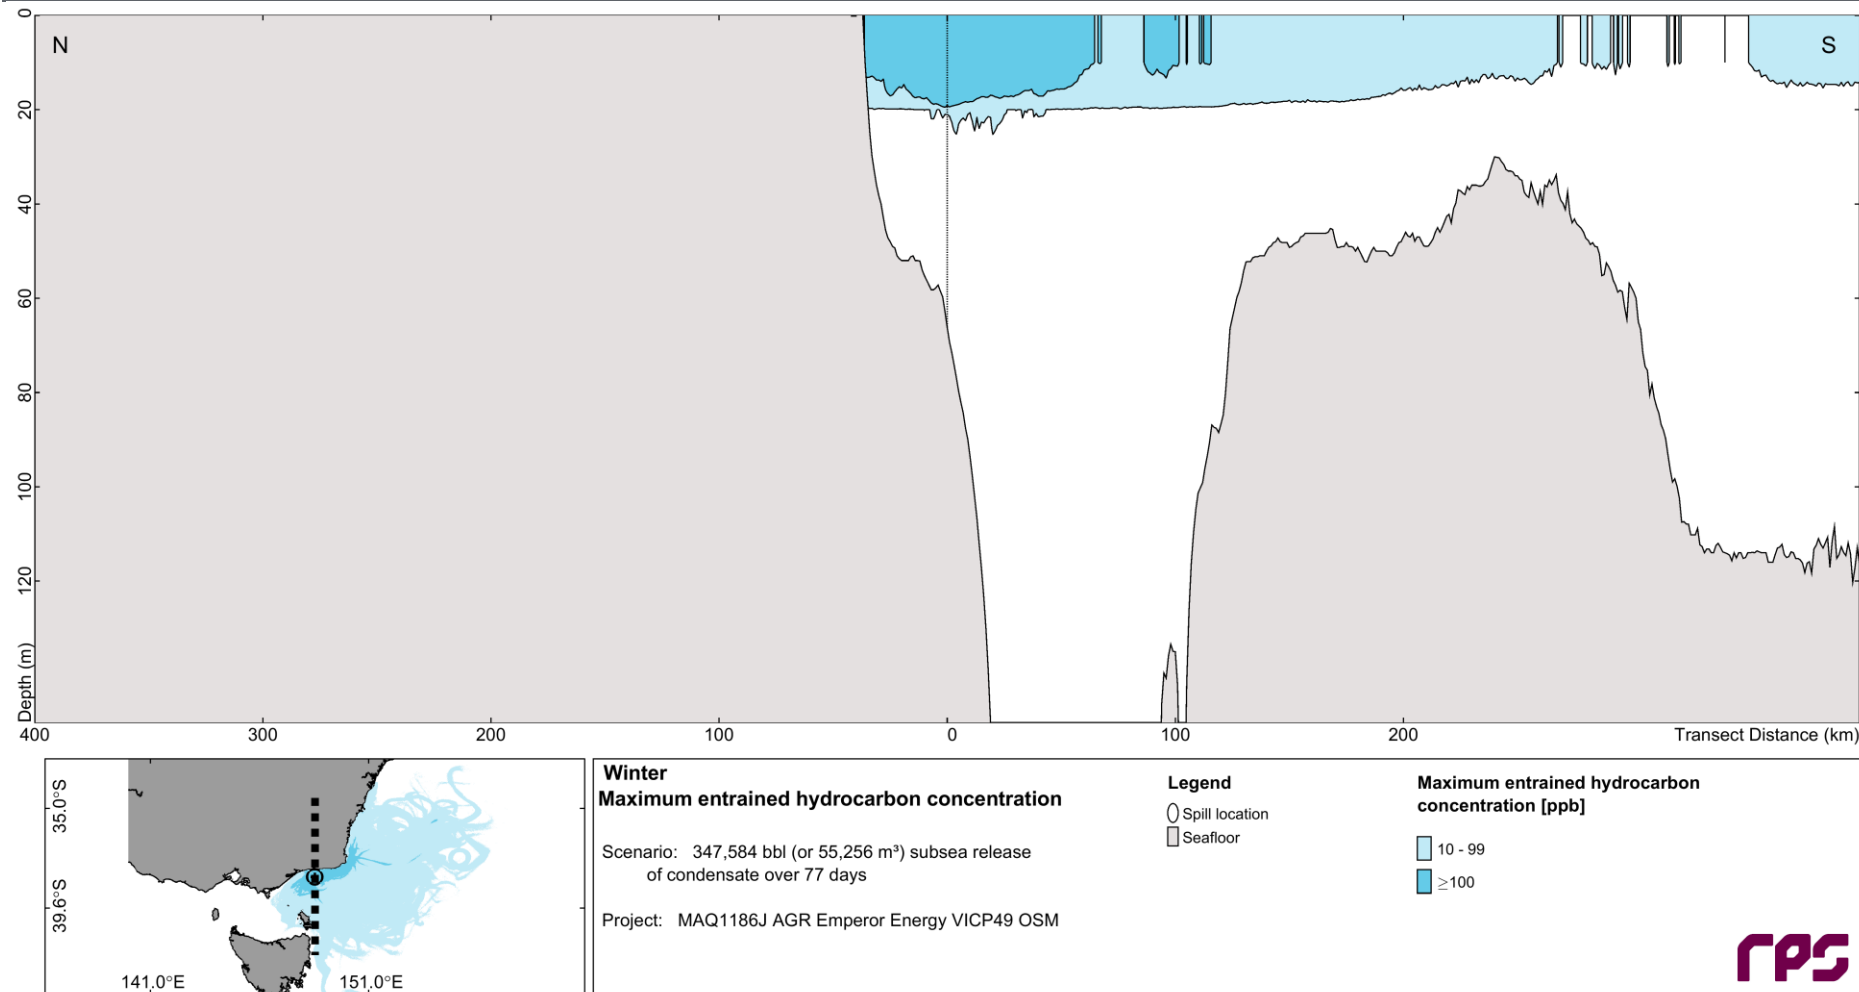 N
S
0
20
40
60
80
100
120
Depth (m)
400
300
200
100
0
100
200
Transect Distance (km)
35.0°S
39.6°S
141.0°E
151.0°E
Winter
Maximum entrained hydrocarbon concentration
Scenario: 347,584 bbl (or 55,256 m³) subsea release
of condensate over 77 days
Project: MAQ1186J AGR Emperor Energy VICP49 OSM
Legend
Spill location
Seafloor
Maximum entrained hydrocarbon
concentration [ppb]
10 - 99
≥100
rps